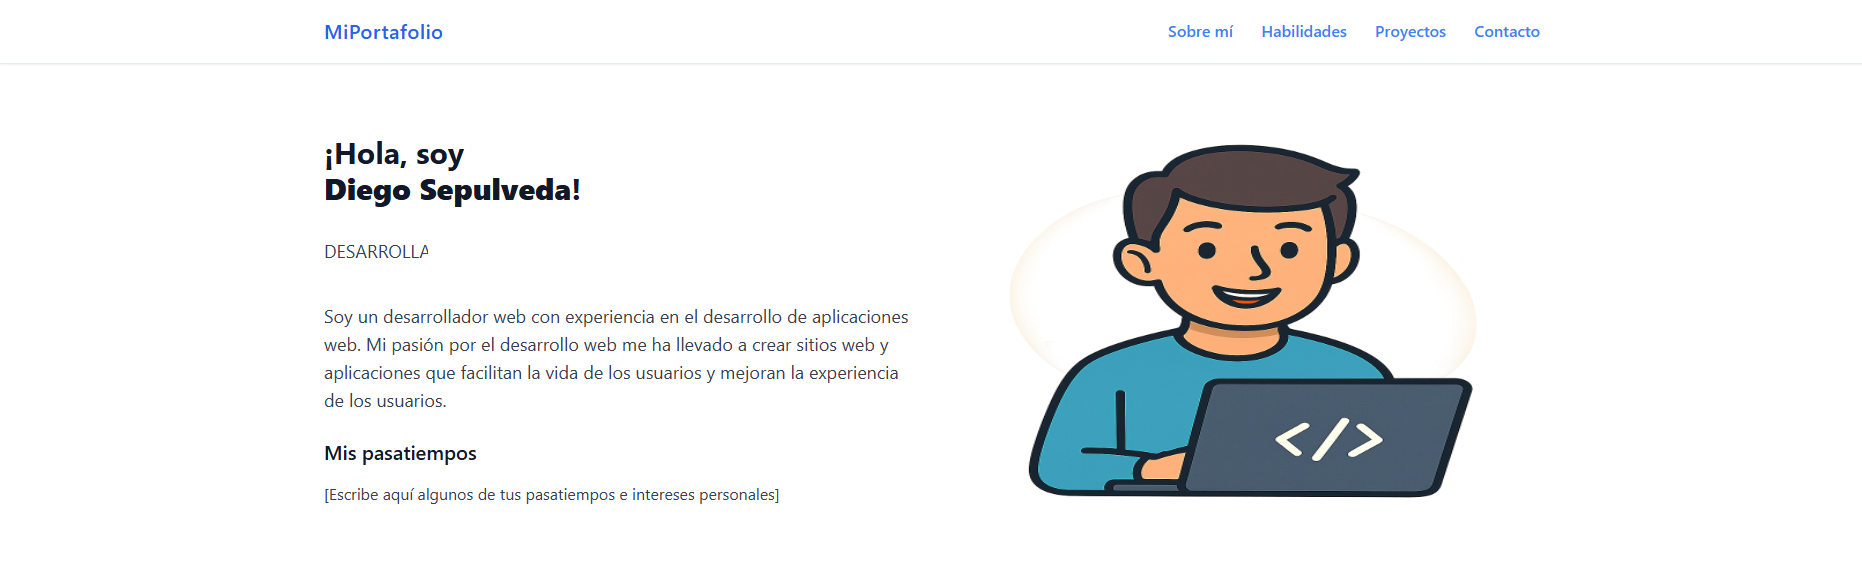 MiPortafolio
Sobre mí
Habilidades
Proyectos
Contacto
¡Hola, soy
Diego Sepulveda!
DESARROLLA
Soy un desarrollador web con experiencia en el desarrollo de aplicaciones
web. Mi pasión por el desarrollo web me ha llevado a crear sitios web y
aplicaciones que facilitan la vida de los usuarios y mejoran la experiencia
de los usuarios.
Mis pasatiempos
[Escribe aquí algunos de tus pasatiempos e intereses personales]
</>